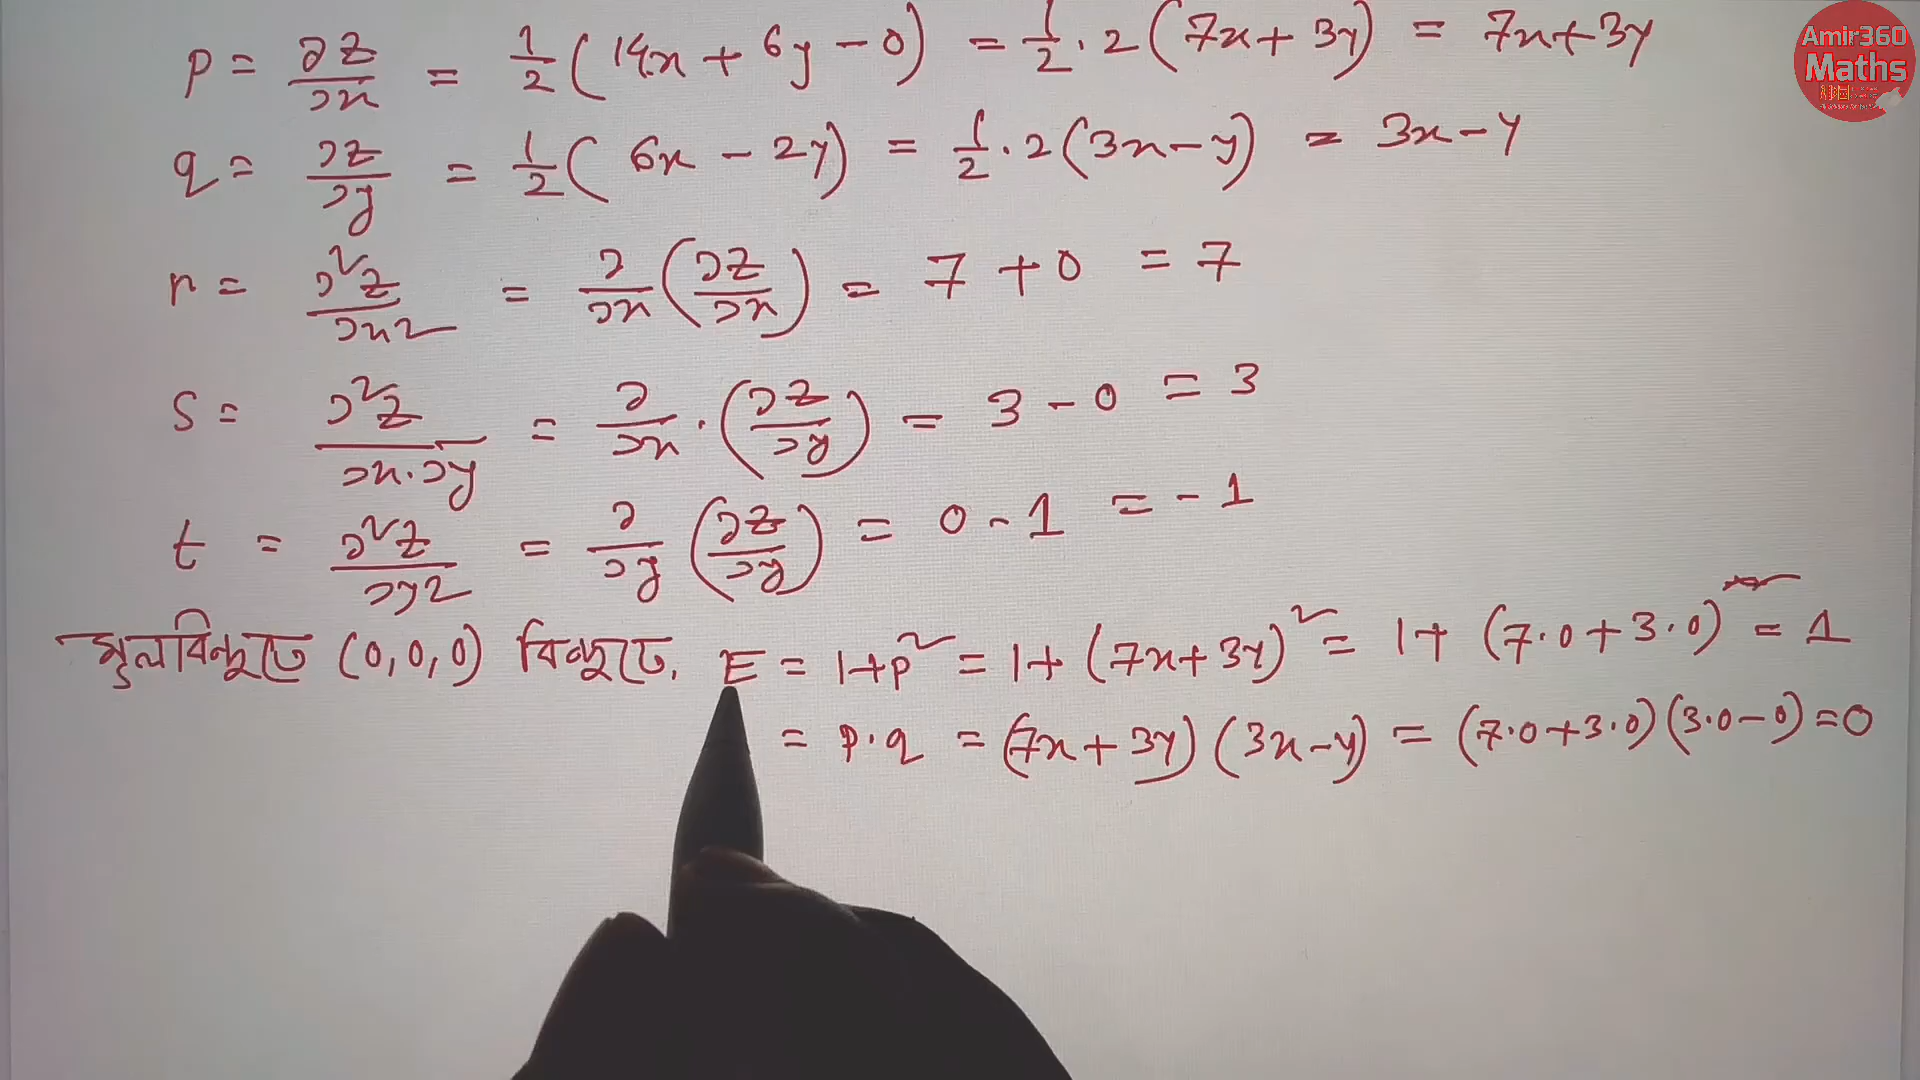 Amir360
Maths
p = ∂z/∂x = 1/2 (14x + 6y - 0) = 1/2 · 2 (7x + 3y) = 7x + 3y
q = ∂z/∂y = 1/2 (6x - 2y) = 1/2 · 2 (3x - y) = 3x - y
r = ∂²z/∂x² = ∂/∂x (∂z/∂x) = 7 + 0 = 7
s = ∂²z/∂x·∂y = ∂/∂x · (∂z/∂y) = 3 - 0 = 3
t = ∂²z/∂y² = ∂/∂y (∂z/∂y) = 0 - 1 = -1
মূলবিন্দুতে (0,0,0) বিন্দুতে, E = 1+p² = 1+(7x+3y)² = 1+(7·0+3·0)² = 1
= p·q = (7x+3y)(3x-y) = (7·0+3·0)(3·0-0)=0